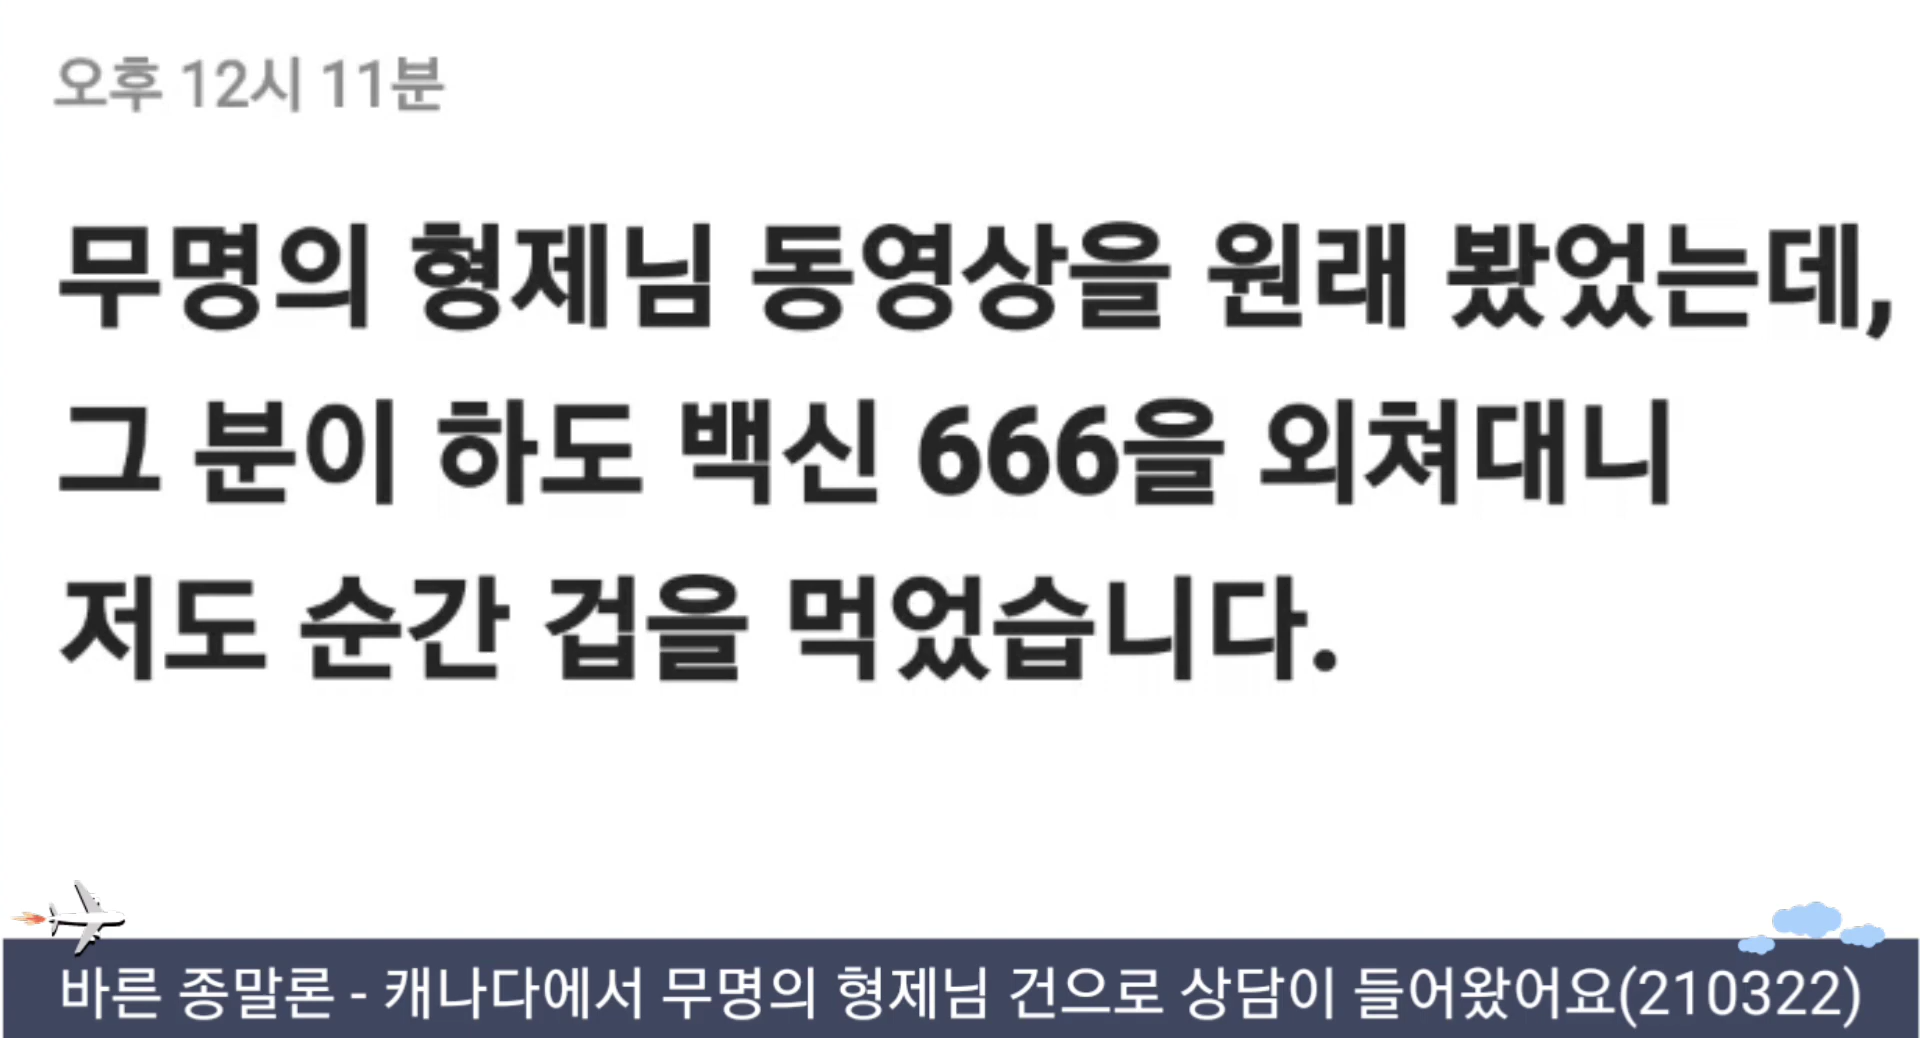 오후 12시 11분
무명의 형제님 동영상을 원래 봤었는데,
그 분이 하도 백신 666을 외쳐대니
저도 순간 겁을 먹었습니다.
바른 종말론 - 캐나다에서 무명의 형제님 건으로 상담이 들어왔어요(210322)